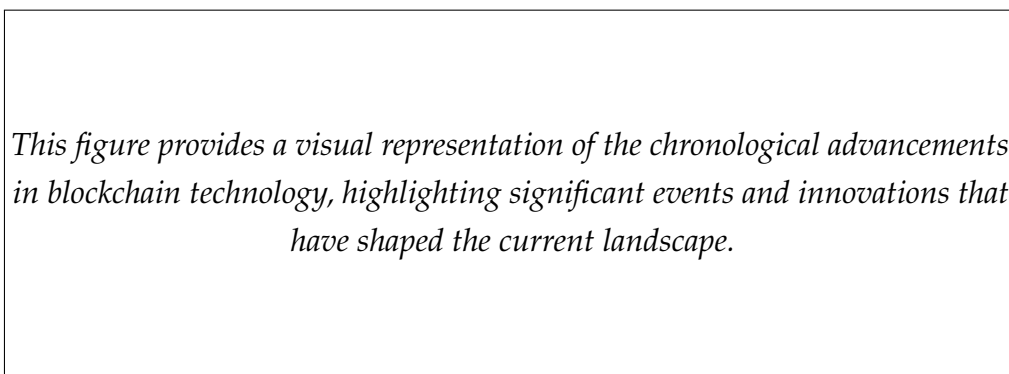 This figure provides a visual representation of the chronological advancements
in blockchain technology, highlighting significant events and innovations that
have shaped the current landscape.